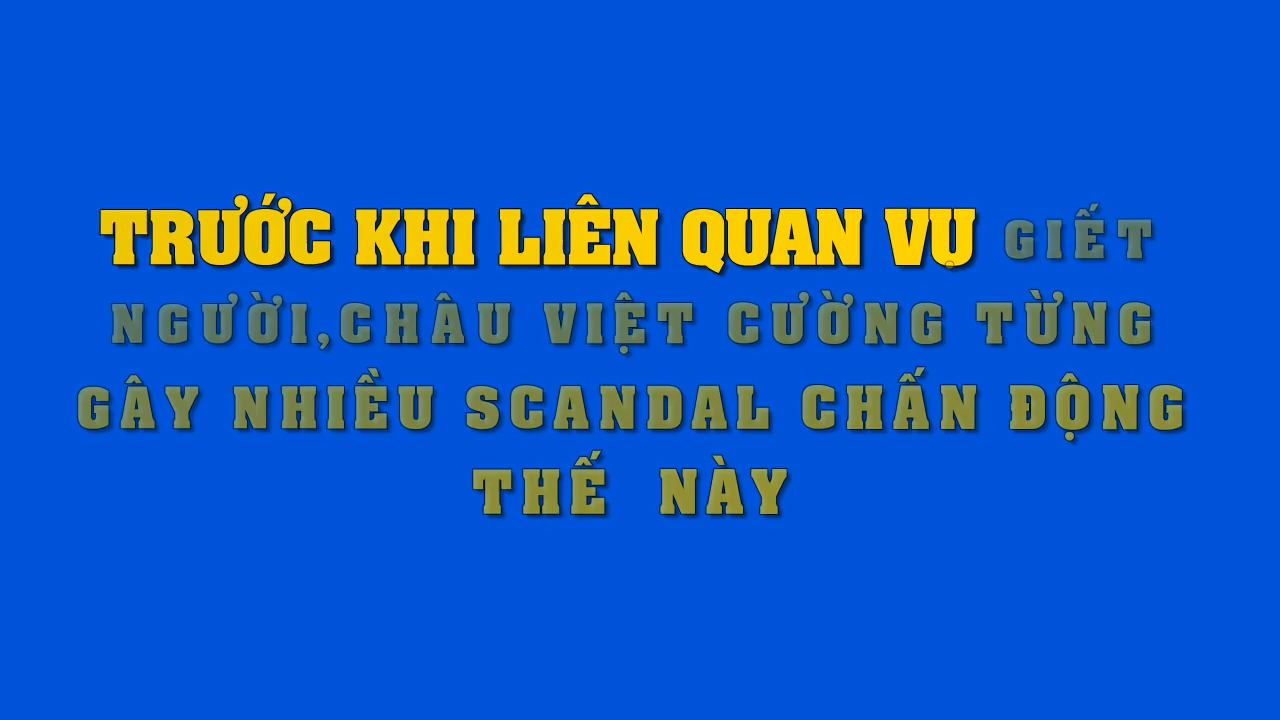 TRƯỚC KHI LIÊN QUAN VỤ GIẾT
NGƯỜI,CHÂU VIỆT CƯỜNG TỪNG
GÂY NHIỀU SCANDAL CHẤN ĐỘNG
THẾ NÀY